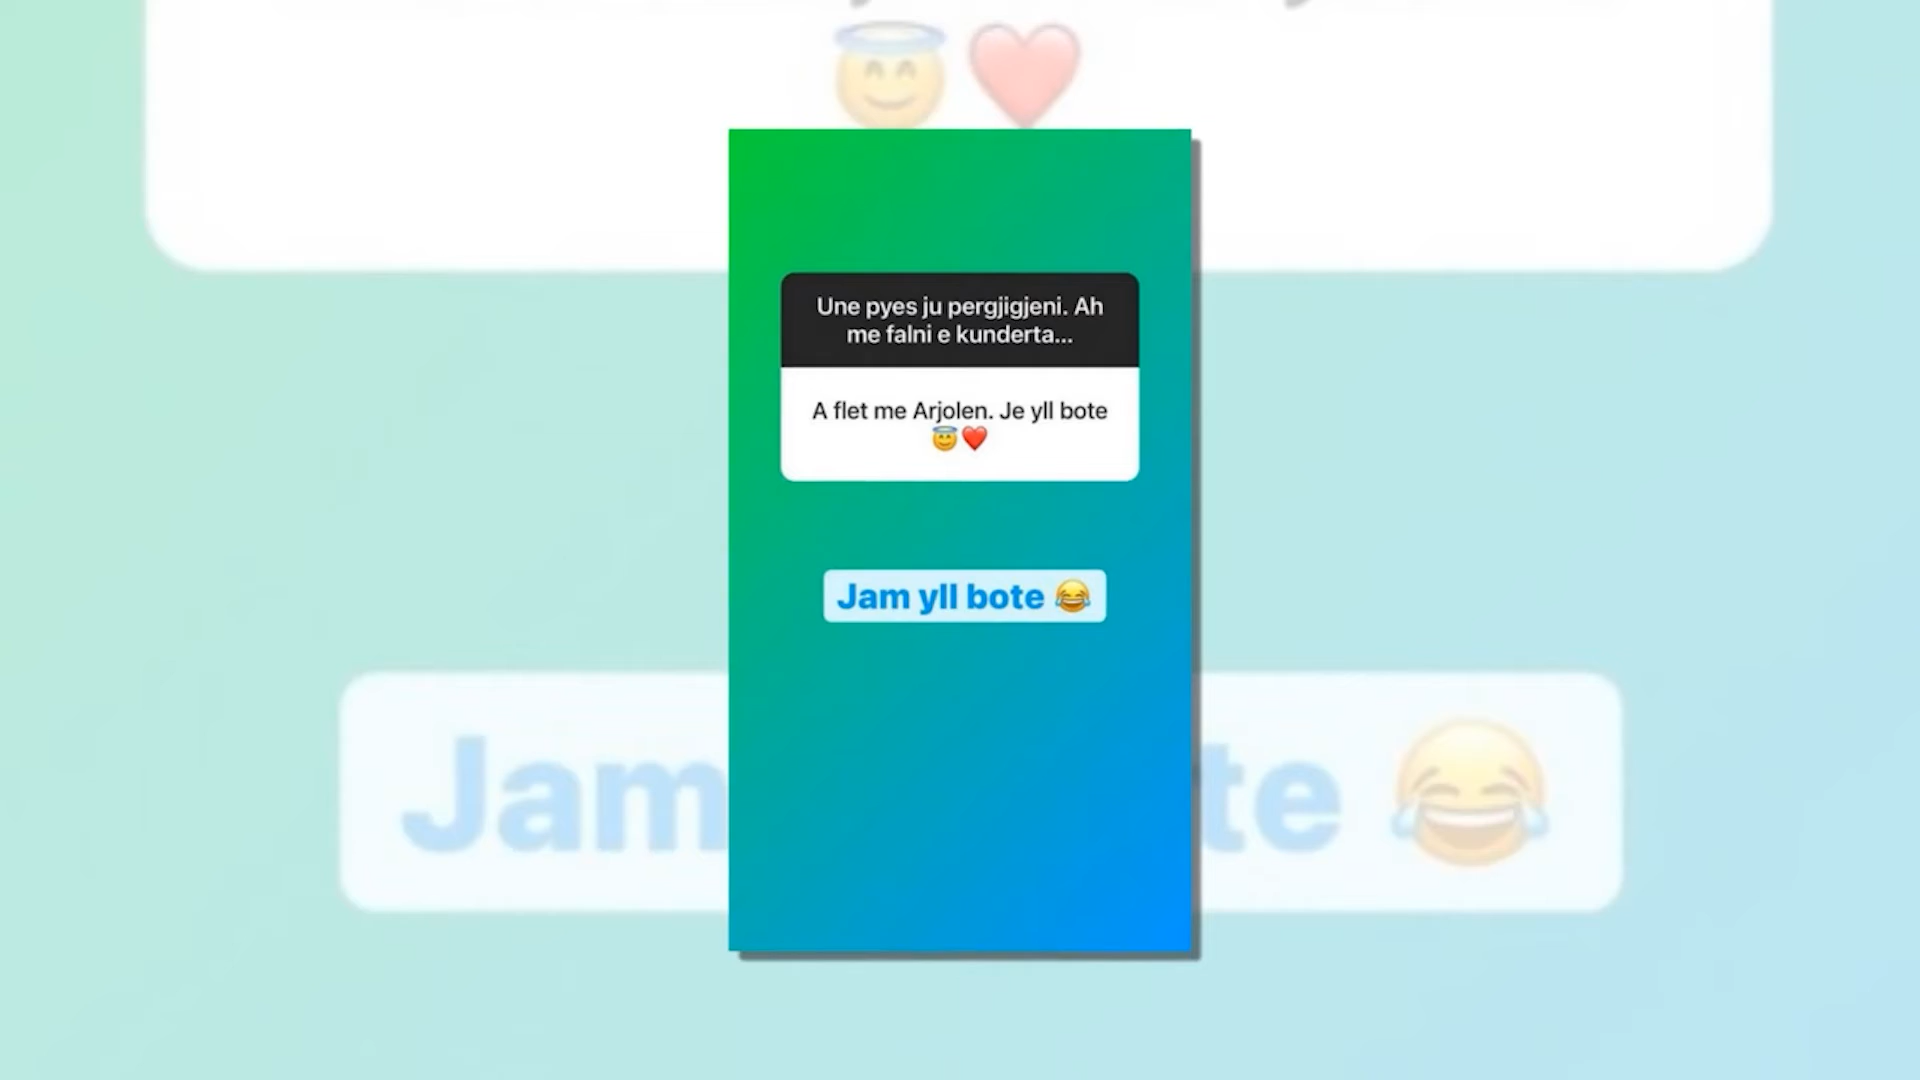 Une pyes ju pergjigjeni. Ah
me falni e kunderta...
A flet me Arjolen. Je yll bote
😇❤️
Jam yll bote 😂